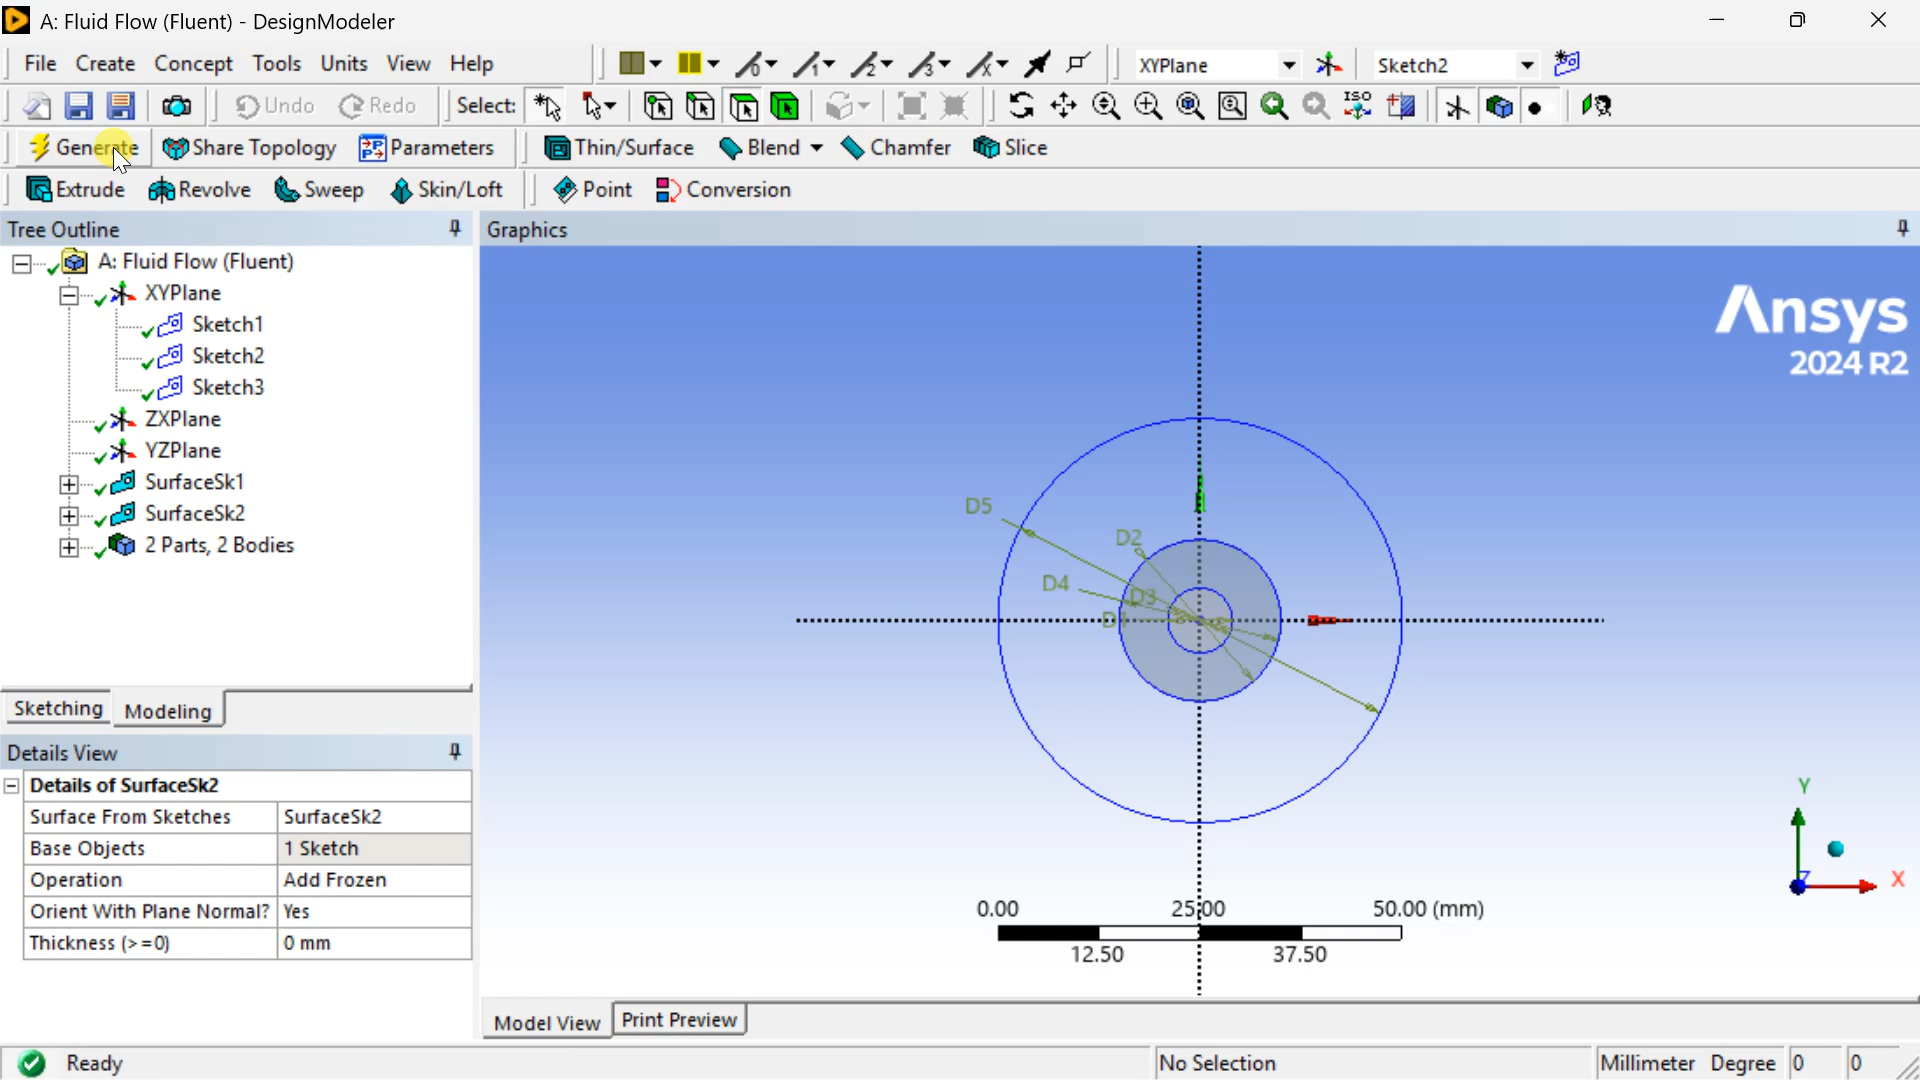 A: Fluid Flow (Fluent) - DesignModeler
File Create Concept Tools Units View Help
0 1 2 3 x
XYPlane Sketch2
Undo Redo Select: ISO
Generate Share Topology Parameters Thin/Surface Blend Chamfer Slice
Extrude Revolve Sweep Skin/Loft Point Conversion
Tree Outline
Graphics
A: Fluid Flow (Fluent)
XYPlane
Sketch1
Sketch2
Sketch3
ZXPlane
YZPlane
SurfaceSk1
SurfaceSk2
2 Parts, 2 Bodies
Sketching Modeling
Details View
Details of SurfaceSk2
Surface From Sketches SurfaceSk2
Base Objects 1 Sketch
Operation Add Frozen
Orient With Plane Normal? Yes
Thickness (>=0) 0 mm
Ansys
2024 R2
D5
D2
D4
D3
D1
Y
Z
X
0.00 25.00 50.00 (mm)
12.50 37.50
Model View Print Preview
Ready No Selection Millimeter Degree 0 0